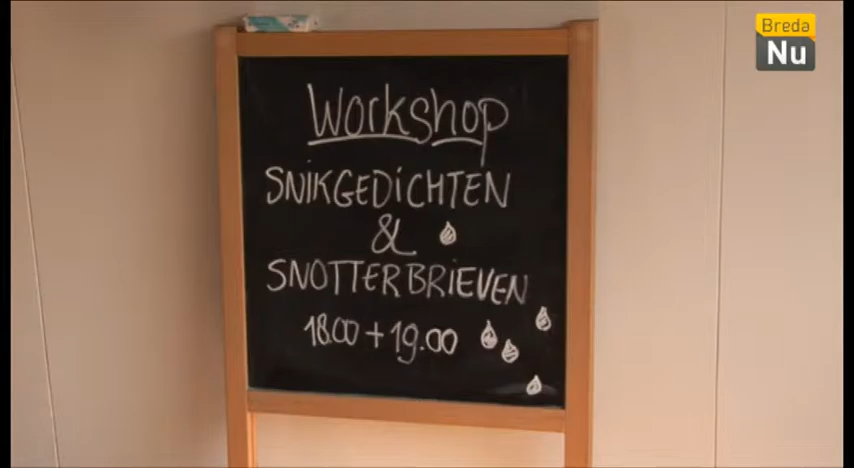 Breda
Nu
Workshop
SNIKGEDICHTEN
&
SNOTTERBRIEVEN
18.00 + 19.00